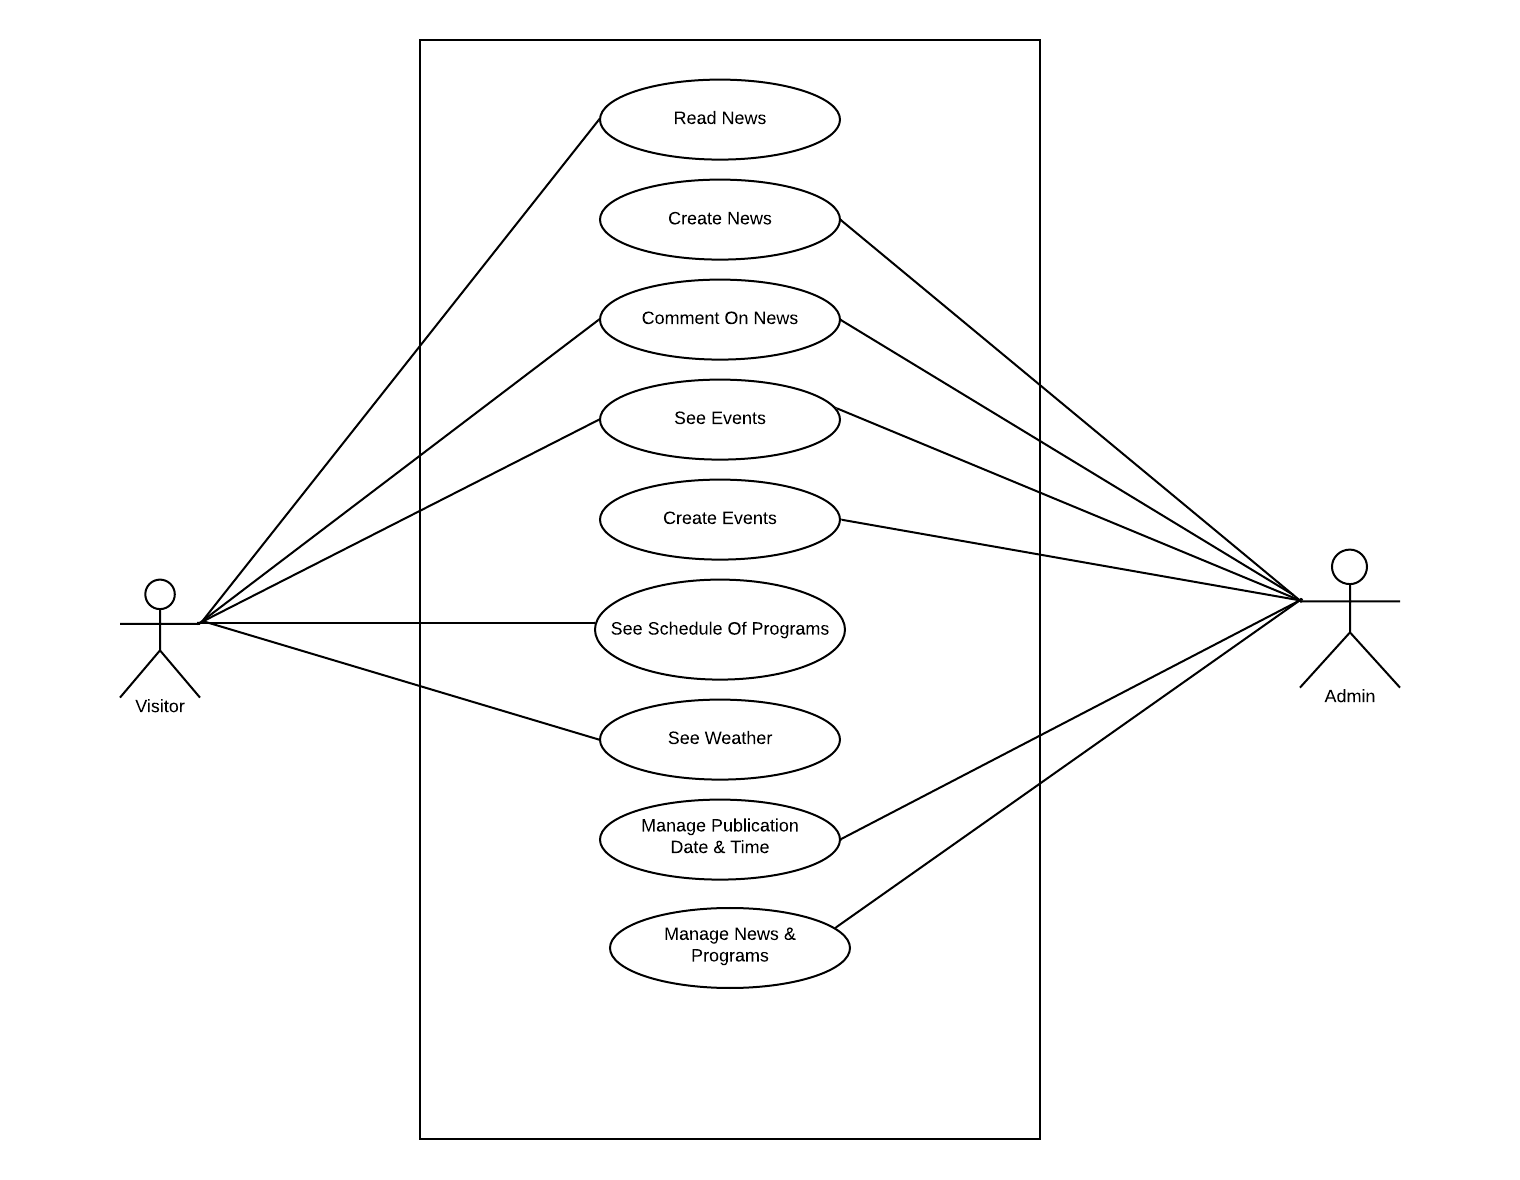 Read News
Create News
Comment On News
See Events
Create Events
See Schedule Of Programs
See Weather
Manage Publication
Date & Time
Manage News &
Programs
Visitor
Admin